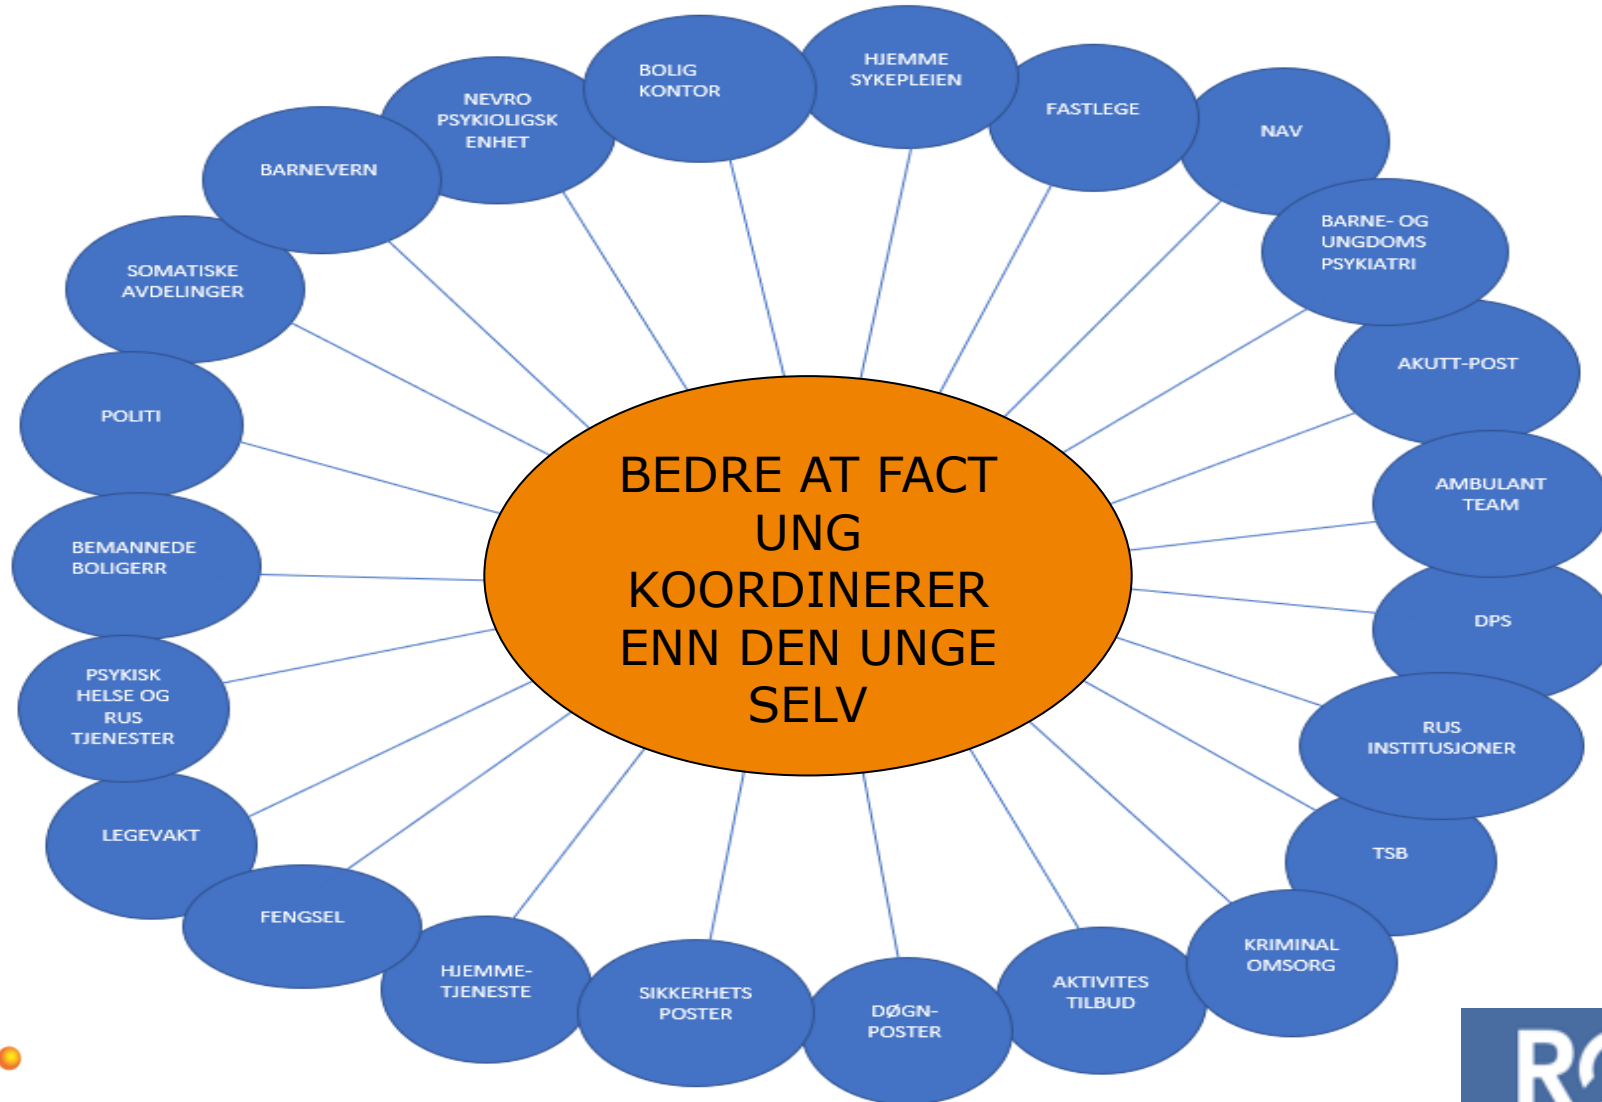 BOLIG
KONTOR
HJEMME
SYKEPLEIEN
FASTLEGE
NAV
BARNE- OG
UNGDOMS
PSYKIATRI
AKUTT-POST
AMBULANT
TEAM
DPS
RUS
INSTITUSJONER
TSB
KRIMINAL
OMSORG
AKTIVITES
TILBUD
DØGN-
POSTER
SIKKERHETS
POSTER
HJEMME-
TJENESTE
FENGSEL
LEGEVAKT
PSYKISK
HELSE OG
RUS
TJENESTER
BEMANNEDE
BOLIGERR
POLITI
SOMATISKE
AVDELINGER
BARNEVERN
NEVRO
PSYKIOLIGSK
ENHET
BEDRE AT FACT
UNG
KOORDINERER
ENN DEN UNGE
SELV